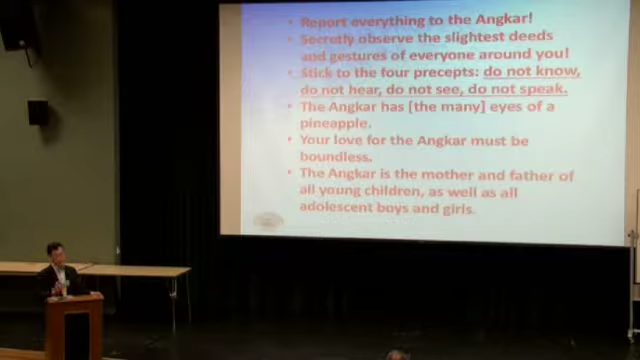 • Report everything to the Angkar!
• Secretly observe the slightest deeds
and gestures of everyone around you!
• Stick to the four precepts: do not know,
do not hear, do not see, do not speak.
• The Angkar has [the many] eyes of a
pineapple.
• Your love for the Angkar must be
boundless.
• The Angkar is the mother and father of
all young children, as well as all
adolescent boys and girls.